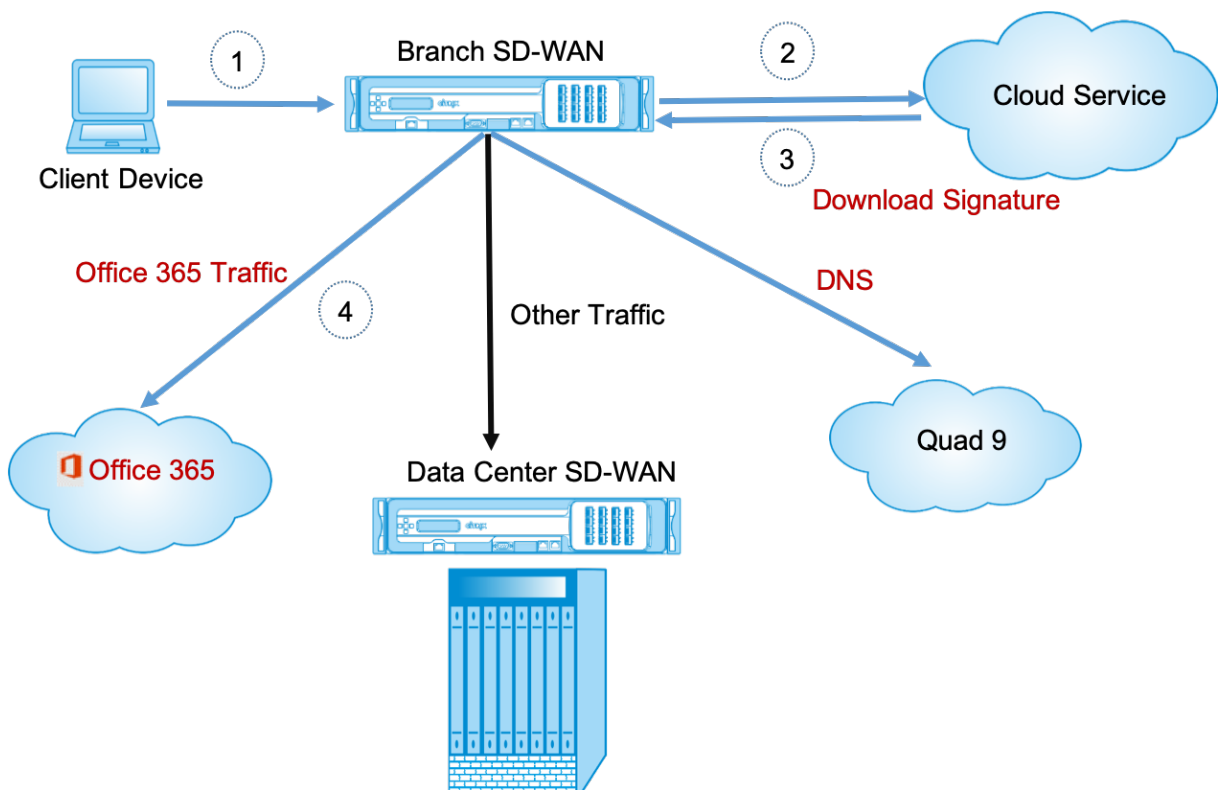 Branch SD-WAN
1
2
Cloud Service
Client Device
3
Download Signature
Office 365 Traffic
DNS
4
Other Traffic
Office 365
Quad 9
Data Center SD-WAN